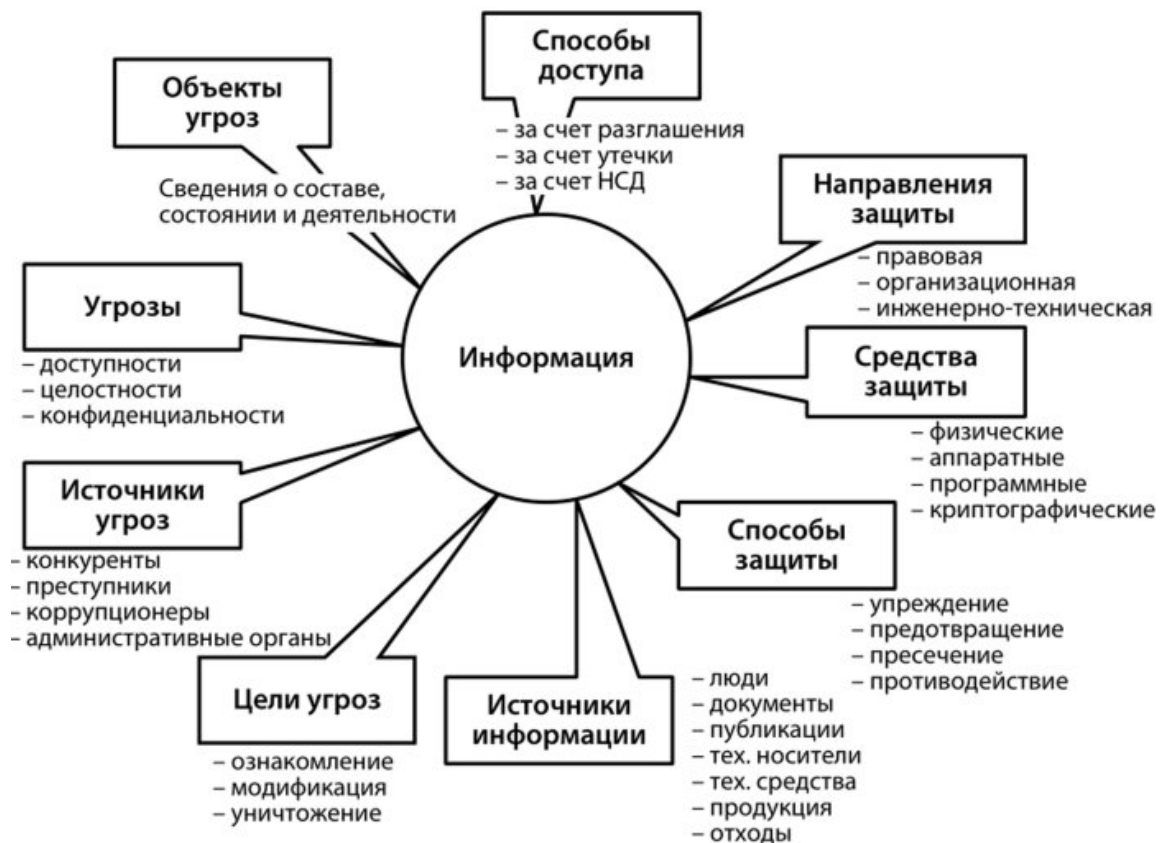 Способы
доступа
– за счет разглашения
– за счет утечки
– за счет НСД
Объекты
угроз
Сведения о составе,
состоянии и деятельности
Направления
защиты
– правовая
– организационная
– инженерно-техническая
Угрозы
– доступности
– целостности
– конфиденциальности
Информация
Средства
защиты
– физические
– аппаратные
– программные
– криптографические
Источники
угроз
– конкуренты
– преступники
– коррупционеры
– административные органы
Способы
защиты
– упреждение
– предотвращение
– пресечение
– противодействие
Цели угроз
– ознакомление
– модификация
– уничтожение
Источники
информации
– люди
– документы
– публикации
– тех. носители
– тех. средства
– продукция
– отходы